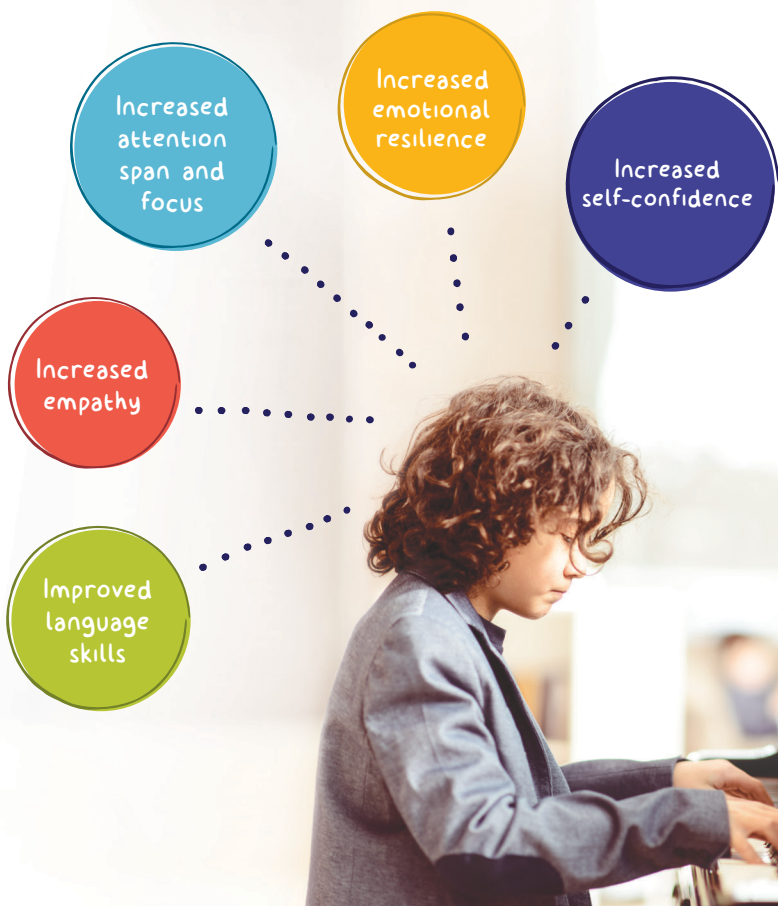 Increased
attention
span and
focus
Increased
emotional
resilience
Increased
self-confidence
Increased
empathy
Improved
language
skills